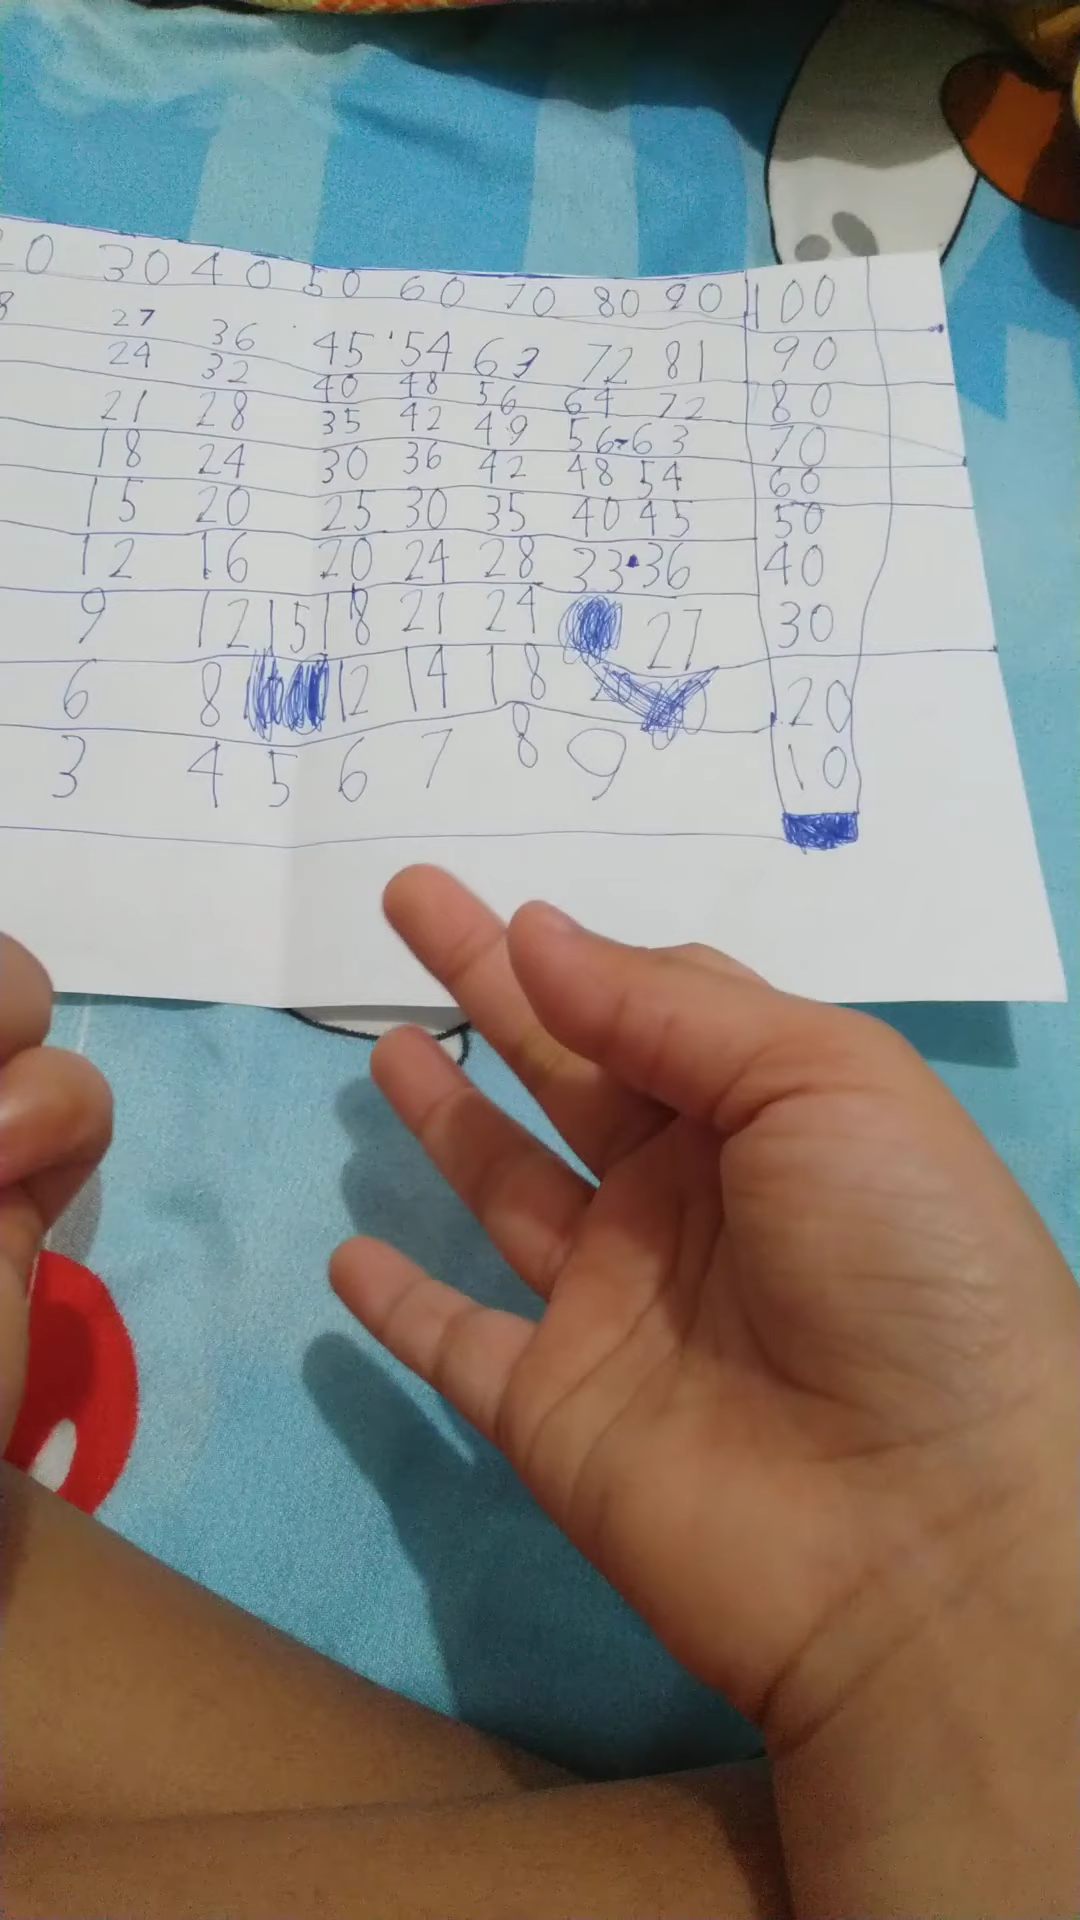 0 30 40 50 60 70 80 90 100
8 27 36 45 54 63 72 81 90
24 32 40 48 56 64 72 80
21 28 35 42 49 56 63 70
18 24 30 36 42 48 54 60
15 20 25 30 35 40 45 50
12 16 20 24 28 33 36 40
9 12 15 18 21 24 27 30
6 8 12 14 18 20
3 4 5 6 7 8 9 10